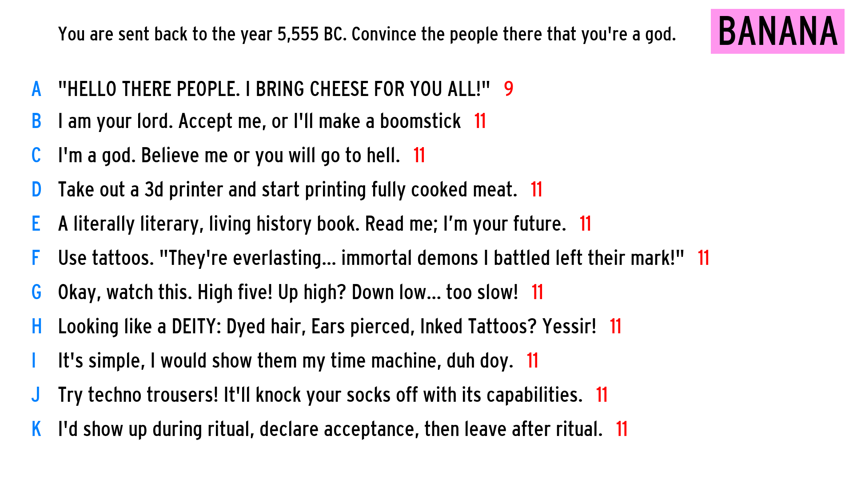 You are sent back to the year 5,555 BC. Convince the people there that you're a god. BANANA
A "HELLO THERE PEOPLE. I BRING CHEESE FOR YOU ALL!" 9
B I am your lord. Accept me, or I'll make a boomstick 11
C I'm a god. Believe me or you will go to hell. 11
D Take out a 3d printer and start printing fully cooked meat. 11
E A literally literary, living history book. Read me; I’m your future. 11
F Use tattoos. "They're everlasting... immortal demons I battled left their mark!" 11
G Okay, watch this. High five! Up high? Down low... too slow! 11
H Looking like a DEITY: Dyed hair, Ears pierced, Inked Tattoos? Yessir! 11
I It's simple, I would show them my time machine, duh doy. 11
J Try techno trousers! It'll knock your socks off with its capabilities. 11
K I'd show up during ritual, declare acceptance, then leave after ritual. 11